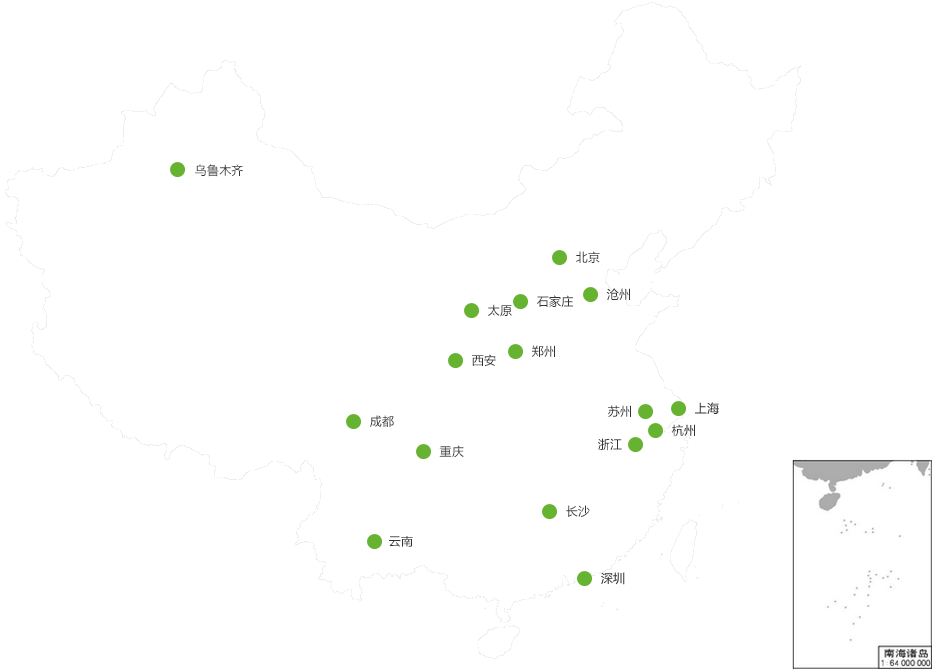 乌鲁木齐
北京
沧州
石家庄
太原
郑州
西安
上海
苏州
成都
杭州
浙江
重庆
长沙
云南
深圳
南海诸岛
1:64 000 000